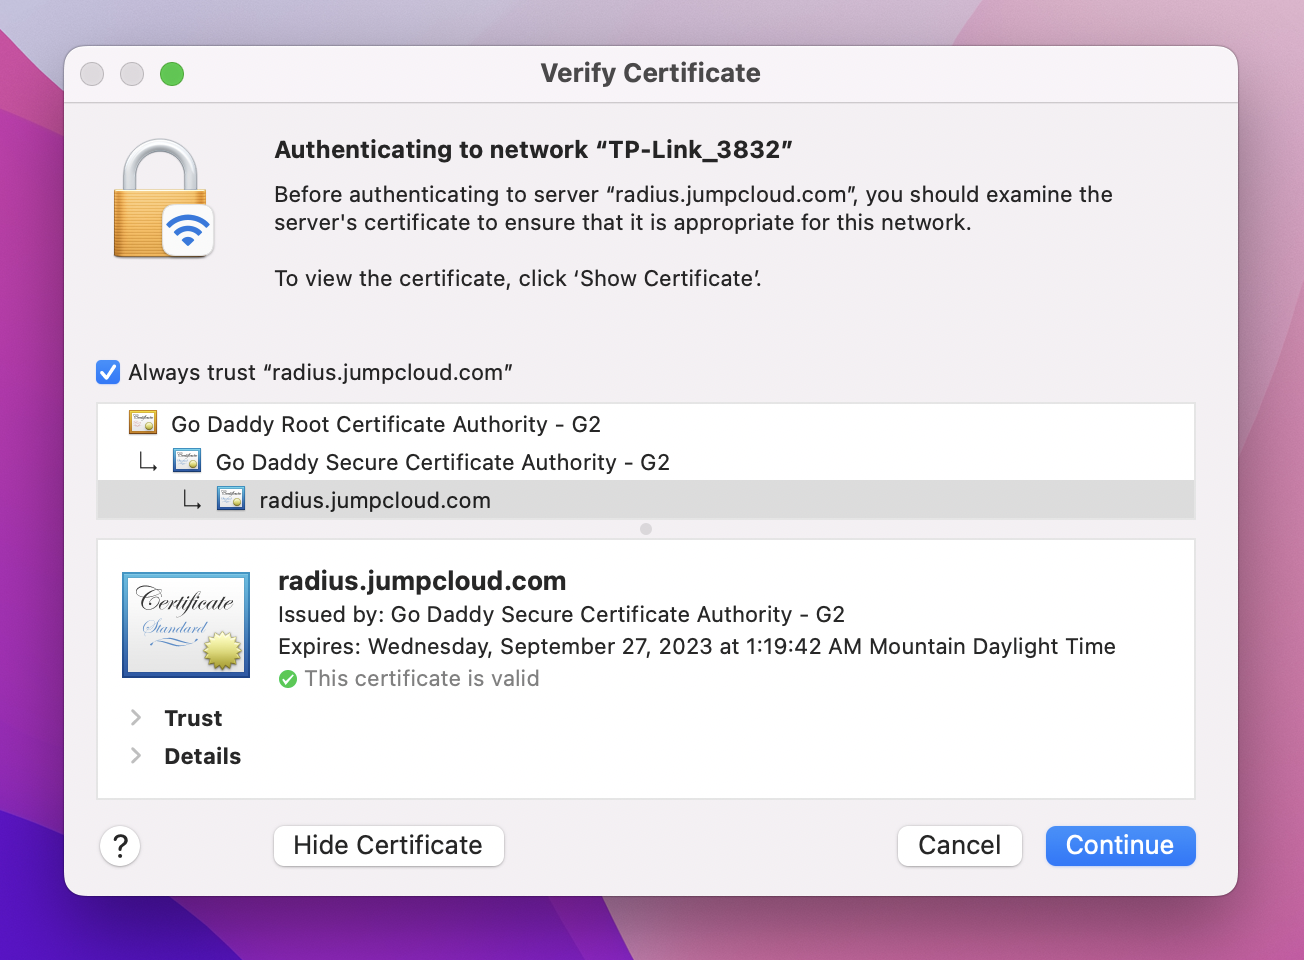 Verify Certificate
Authenticating to network “TP-Link_3832”
Before authenticating to server “radius.jumpcloud.com”, you should examine the
server's certificate to ensure that it is appropriate for this network.
To view the certificate, click ‘Show Certificate’.
Always trust “radius.jumpcloud.com”
Go Daddy Root Certificate Authority - G2
Go Daddy Secure Certificate Authority - G2
radius.jumpcloud.com
Certificate
Standard
radius.jumpcloud.com
Issued by: Go Daddy Secure Certificate Authority - G2
Expires: Wednesday, September 27, 2023 at 1:19:42 AM Mountain Daylight Time
This certificate is valid
Trust
Details
?
Hide Certificate
Cancel
Continue